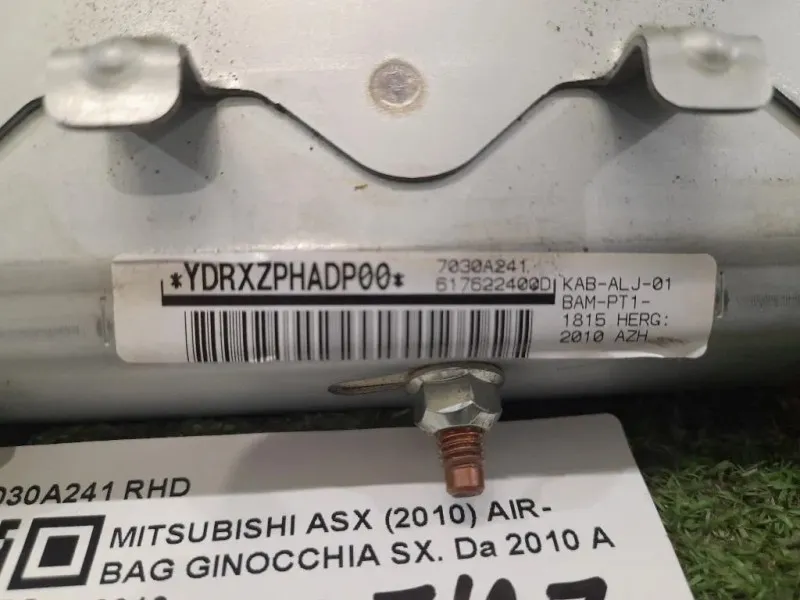 *YDRXZPHADP00*
7030A241
617622400D
KAB-ALJ-01
BAM-PT1-
1815 HERG:
2010 AZH
030A241 RHD
MITSUBISHI ASX (2010) AIR-
BAG GINOCCHIA SX. Da 2010 A